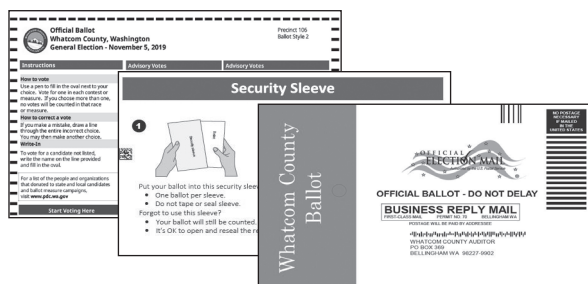 Official Ballot
Whatcom County, Washington
General Election - November 5, 2019
Precinct 106
Ballot Style 2
Instructions
Advisory Votes
Advisory Votes
How to vote
Use a pen to fill in the oval next to your
choice. Vote for one in each contest or
measure. If you choose more than one,
no votes will be counted in that race
or measure.
How to correct a vote
If you make a mistake, draw a line
through the entire incorrect choice.
You may then make another choice.
Write-In
To vote for a candidate not listed,
write the name on the line provided
and fill in the oval.
For a list of the people and organizations
that donated to state and local candidates
and ballot measure campaigns,
visit www.pdc.wa.gov
Start Voting Here
Security Sleeve
1
Security Sleeve
Put your ballot into this security slee
One ballot per sleeve.
Do not tape or seal sleeve.
Forgot to use this sleeve?
Your ballot will still be counted.
It's OK to open and reseal the re
Whatcom County
Ballot
NO POSTAGE
NECESSARY
IF MAILED
IN THE
UNITED STATES
OFFICIAL
ELECTION MAIL
OFFICIAL BALLOT - DO NOT DELAY
BUSINESS REPLY MAIL
FIRST-CLASS MAIL PERMIT NO. 70 BELLINGHAM WA
POSTAGE WILL BE PAID BY ADDRESSEE
WHATCOM COUNTY AUDITOR
PO BOX 369
BELLINGHAM WA 98227-9902